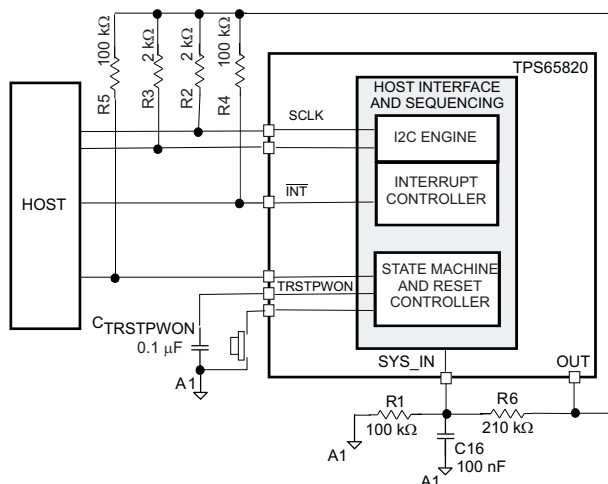 100 kΩ
2 kΩ
2 kΩ
100 kΩ
R5
R3
R2
R4
TPS65820
HOST INTERFACE
AND SEQUENCING
SCLK
I2C ENGINE
INTERRUPT
CONTROLLER
HOST
INT
STATE MACHINE
AND RESET
CONTROLLER
TRSTPWON
CTRSTPWON
0.1 μF
A1
SYS_IN
OUT
R1
100 kΩ
R6
210 kΩ
A1
C16
100 nF
A1